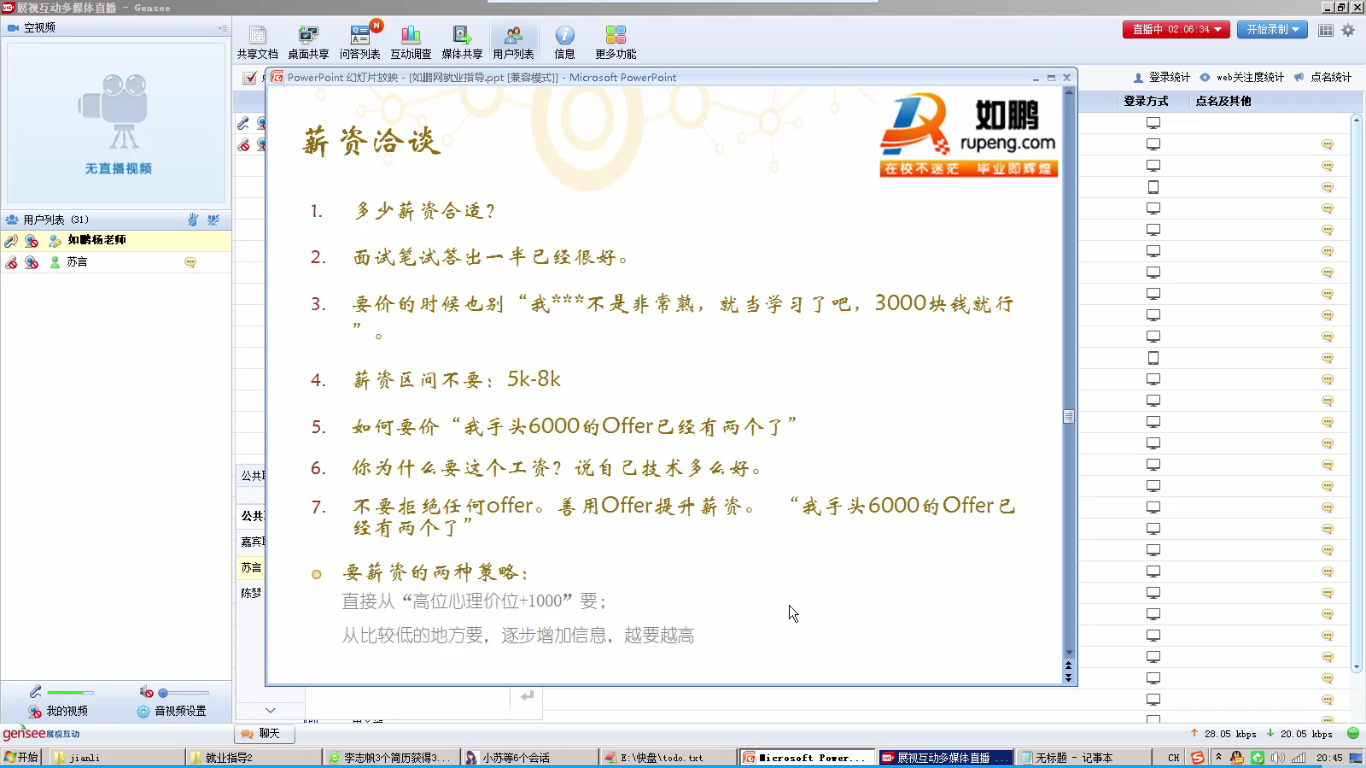 展视互动多媒体直播 - Gensee
空视频
无直播视频
用户列表 (31)
如鹏杨老师
苏言
我的视频
音视频设置
gensee展视互动
共享文档
桌面共享
问答列表
N
互动调查
媒体共享
用户列表
信息
更多功能
直播中 02:06:34
开始录制
登录统计
web关注度统计
点名统计
登录方式
点名及其他
PowerPoint 幻灯片放映 - [如鹏网就业指导.ppt [兼容模式]] - Microsoft PowerPoint
薪资洽谈
如鹏
rupeng.com
在校不迷茫 毕业即辉煌
1. 多少薪资合适？
2. 面试笔试答出一半已经很好。
3. 要价的时候也别“我***不是非常熟，就当学习了吧，3000块钱就行
”。
4. 薪资区间不要：5k-8k
5. 如何要价“我手头6000的Offer已经有两个了”
6. 你为什么要这个工资？说自己技术多么好。
7. 不要拒绝任何offer。善用Offer提升薪资。 “我手头6000的Offer已
经有两个了”
要薪资的两种策略：
直接从“高位心理价位+1000”要；
从比较低的地方要，逐步增加信息，越要越高
公共
公共
嘉宾
苏言
陈梦
聊天
28.05 kbps
20.05 kbps
开始
jianli
就业指导2
李志帆3个简历获得3...
小苏等6个会话
E:\快盘\todo.txt
Microsoft Power...
展视互动多媒体直播...
无标题 - 记事本
CH
20:45